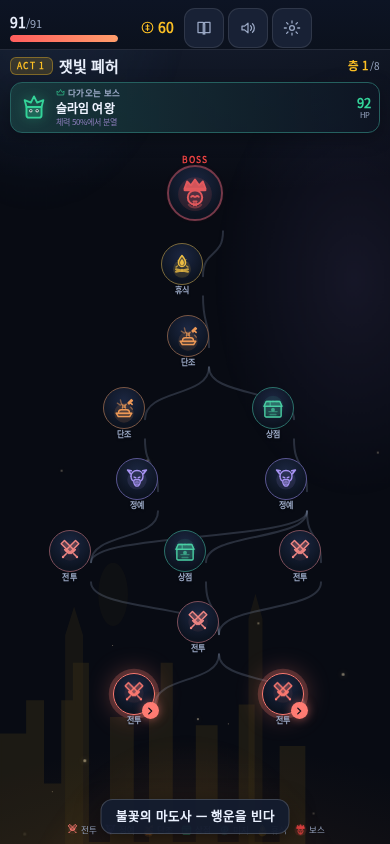 91/91
60
ACT 1 잿빛 폐허
층 1/8
다가오는 보스
슬라임 여왕
체력 50%에서 분열
92
HP
BOSS
휴식
단조
단조
상점
정예
정예
전투
상점
전투
전투
전투
전투
불꽃의 마도사 — 행운을 빈다
전투
보스